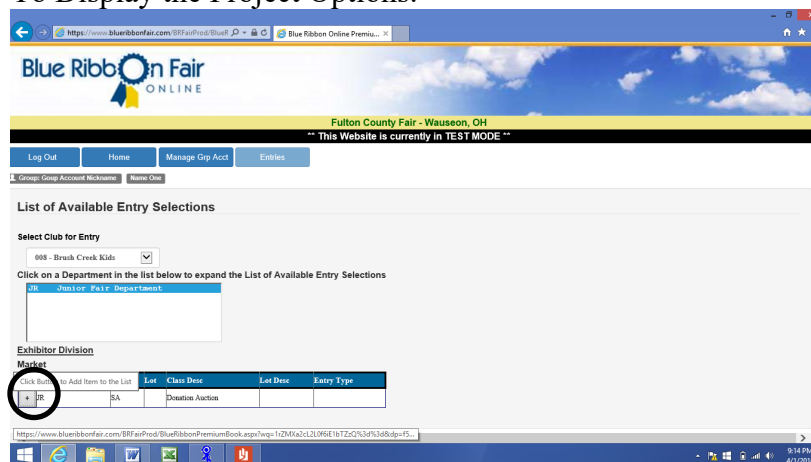 To Display the Project Options:
https://www.blueribbonfair.com/BRFairProd/BlueR
Blue Ribbon Online Premiu...
Blue Ribbon Fair
ONLINE
Fulton County Fair - Wauseon, OH
** This Website is currently in TEST MODE **
Log Out Home Manage Grp Acct Entries
Group: Goup Account Nickname Name One
List of Available Entry Selections
Select Club for Entry
008 - Brush Creek Kids
Click on a Department in the list below to expand the List of Available Entry Selections
JR Junior Fair Department
Exhibitor Division
Market
Click Button to Add Item to the List Lot Class Desc Lot Desc Entry Type
+ JR SA Donation Auction
https://www.blueribbonfair.com/BRFairProd/BlueRibbonPremiumBook.aspx?wq=1rZMXa2cL2L0f6iE1bTZzQ%3d%3d&dp=f5...
9:14 PM